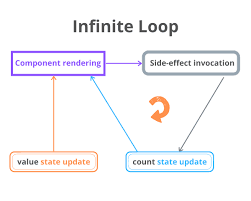 Infinite Loop
Component rendering
Side-effect invocation
value state update
count state update